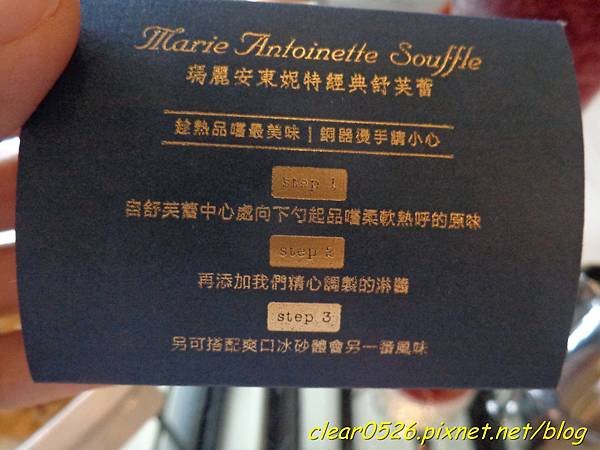 Marie Antoinette Souffle
瑪麗安東妮特經典舒芙蕾
趁熱品嚐最美味 | 銅器燙手請小心
step 1
自舒芙蕾中心處向下勺起品嚐柔軟熱呼的原味
step 2
再添加我們精心調製的淋醬
step 3
另可搭配爽口冰砂體會另一番風味
clear0526.pixnet.net/blog